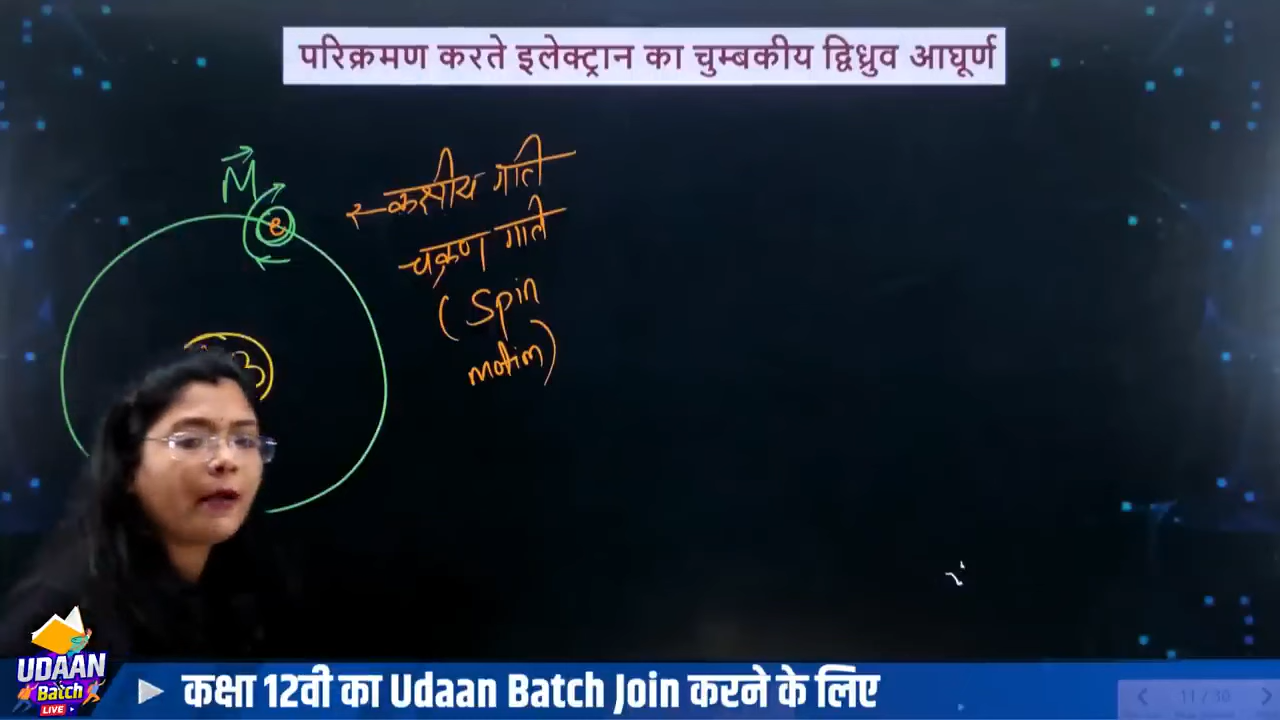 परिक्रमण करते इलेक्ट्रान का चुम्बकीय द्विध्रुव आघूर्ण
M
e
कक्षीय गति
चक्रण गति
(Spin
motion)
UDAAN
Batch
LIVE
कक्षा 12वी का Udaan Batch Join करने के लिए
11 / 30